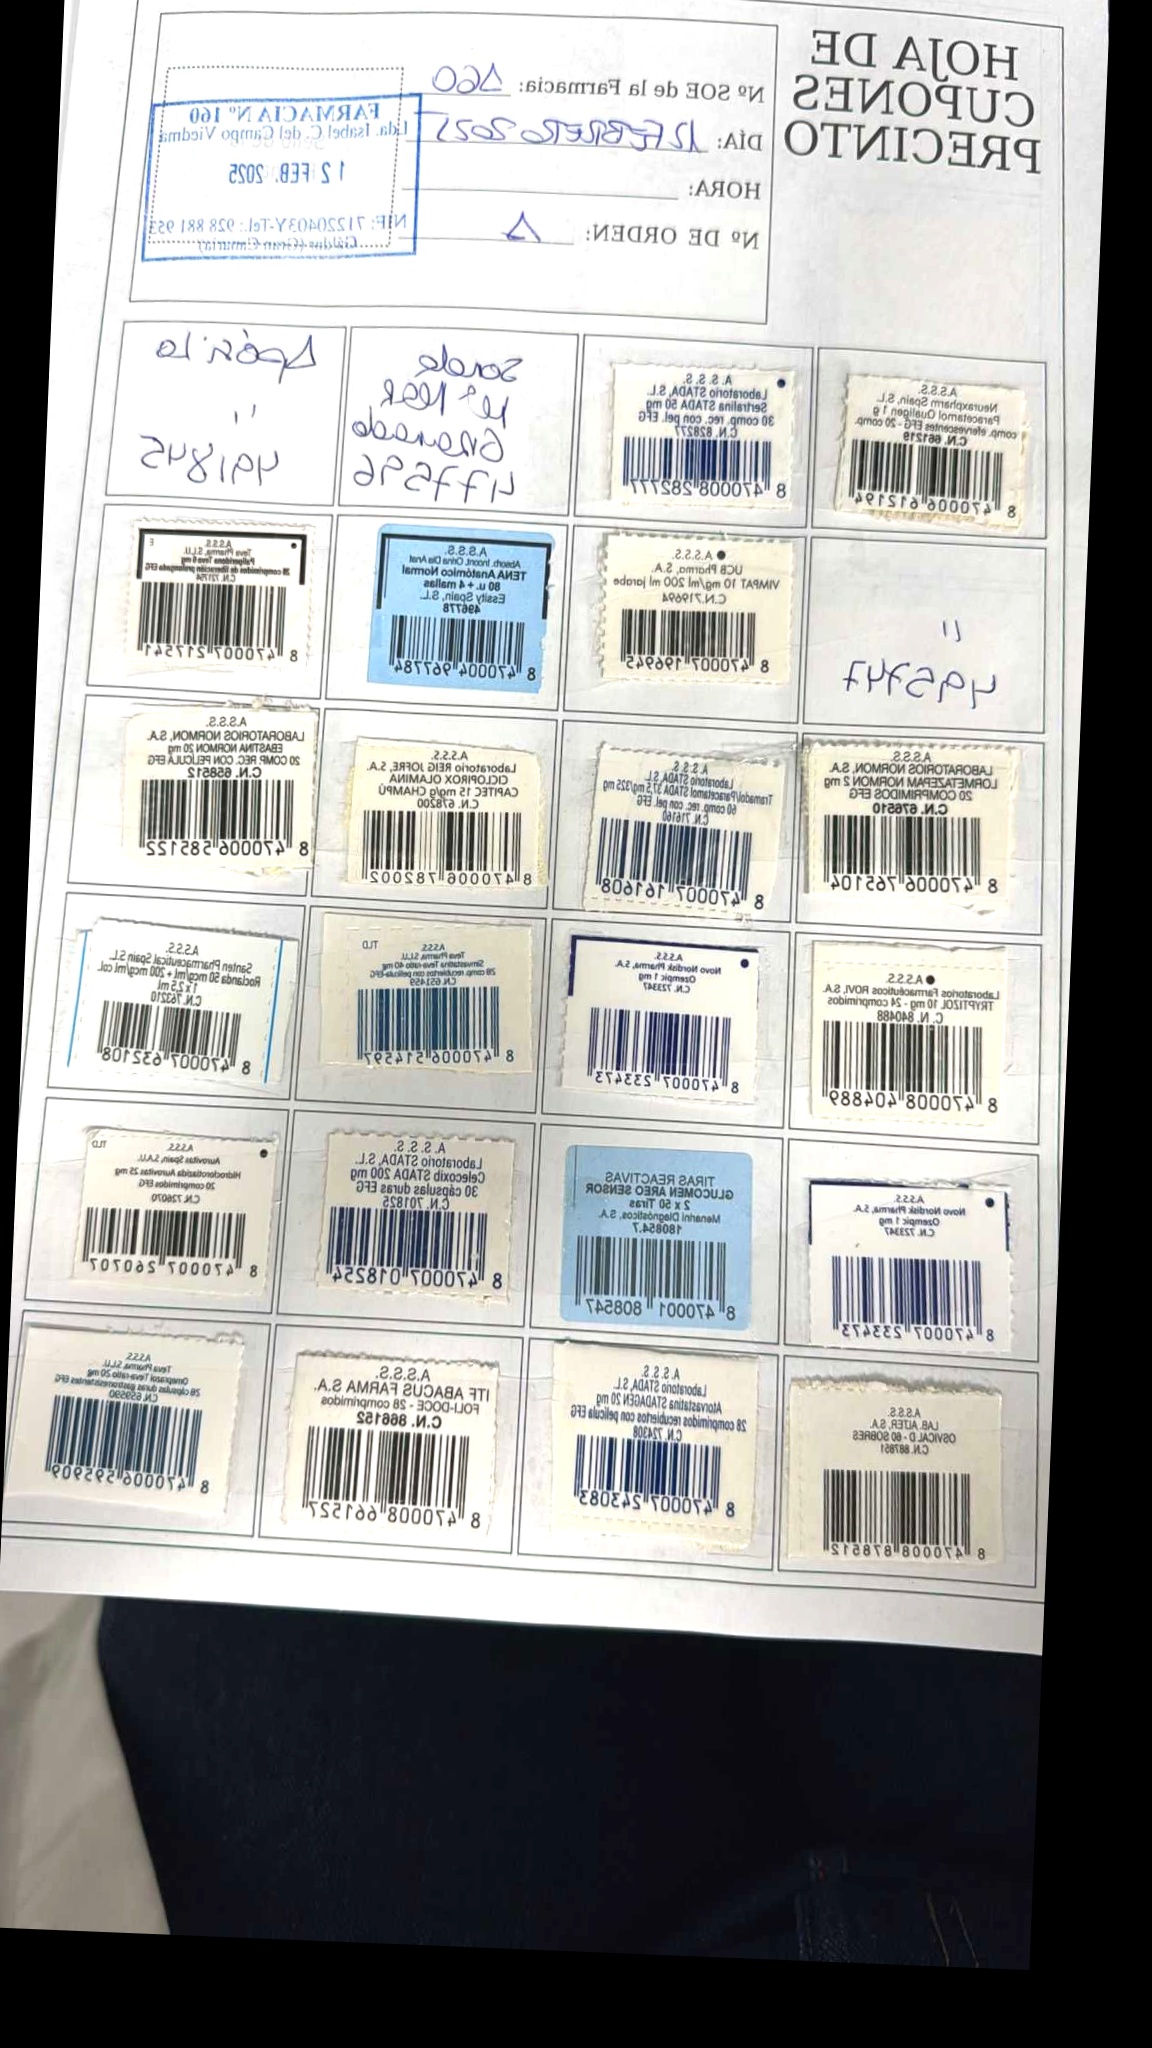 HOJA DE
CUPONES
PRECINTO
Nº SOE de la Farmacia: 160
DÍA: 12 FEBRERO 2025
HORA:
Nº DE ORDEN: 1
FARMACIA Nº 160
Lda. Isabel C. del Campo Viedma
12 FEB. 2025
NIF: 71220403Y-Tel.: 928 881 953
Gáldar (Gran Canaria)
A.S.S.S.
Neuraxpharm Spain, S.L.
Paracetamol Qualigen 1 g
comp. efervescentes EFG - 20 comp.
C.N. 661219
8 470006 612194
A.S.S.S.
Laboratorio STADA, S.L.
Sertralina STADA 50 mg
30 comp. rec. con pel. EFG
C.N. 828277
8 470008 282777
Sonda
Granado
477596
491845
495747
A.S.S.S.
UCB Pharma, S.A.
VIMPAT 10 mg/ml 200 ml jarabe
C.N.719694
8 470007 196945
A.S.S.S.
Absorb. Incont. Orina Día Anat
TENA Anatómico Normal
80 u. + 4 mallas
Essity Spain, S.L.
496778
8 470004 967784
A.S.S.S.
Teva Pharma, S.L.U.
Paliperidona Teva 6 mg
28 comprimidos de liberación prolongada EFG
C.N. 721754
8 470007 217541
A.S.S.S.
LABORATORIOS NORMON, S.A.
LORMETAZEPAM NORMON 2 mg
20 COMPRIMIDOS EFG
C.N. 676510
8 470006 765104
A.S.S.S.
Laboratorio STADA, S.L.
Tramadol/Paracetamol STADA 37,5 mg/325 mg
60 comp. rec. con pel. EFG
C.N. 716160
8 470007 161608
A.S.S.S.
Laboratorio REIG JOFRE, S.A.
CICLOPIROX OLAMINA
CAPITEC 15 mg/g CHAMPÚ
C.N. 678200
8 470006 782002
A.S.S.S.
LABORATORIOS NORMON, S.A.
EBASTINA NORMON 20 mg
20 COMP. REC. CON PELÍCULA EFG
C.N. 658512
8 470006 585122
A.S.S.S.
Laboratorios Farmacéuticos ROVI, S.A.
TRYPTIZOL 10 mg - 24 comprimidos
C. N. 840488
8 470008 404889
A.S.S.S.
Novo Nordisk Pharma, S.A.
Ozempic 1 mg
C.N. 723347
8 470007 233473
A.S.S.S.
TLD
Teva Pharma, S.L.U.
Simvastatina Teva-ratio 40 mg
28 comp. recubiertos con película EFG
C.N. 651459
8 470006 514597
A.S.S.S.
Santen Pharmaceutical Spain S.L.
Roclanda 50 mcg/ml + 200 mcg/ml col.
1 x 2,5 ml
C.N. 763210
8 470007 632108
A.S.S.S.
Novo Nordisk Pharma, S.A.
Ozempic 1 mg
C.N. 723347
8 470007 233473
TIRAS REACTIVAS
GLUCOMEN AREO SENSOR
2 x 50 Tiras
Menarini Diagnósticos, S.A.
180854.7
8 470001 808547
A.S.S.S.
Laboratorio STADA, S.L.
Celecoxib STADA 200 mg
30 cápsulas duras EFG
C.N. 701825
8 470007 018254
A.S.S.S.
TLD
Aurovitas Spain, S.A.U.
Hidroclorotiazida Aurovitas 25 mg
20 comprimidos EFG
C.N. 726070
8 470007 260707
A.S.S.S.
LAB. ALTER, S.A.
OSVICAL D - 60 SOBRES
C.N. 887851
8 470008 878512
A.S.S.S.
Laboratorio STADA, S.L.
Atorvastatina STADAGEN 20 mg
28 comprimidos recubiertos con película EFG
C.N. 724308
8 470007 243083
A.S.S.S.
ITF ABACUS FARMA S.A.
FOLI-DOCE - 28 comprimidos
C.N. 866152
8 470008 661527
A.S.S.S.
Teva Pharma, S.L.U.
Omeprazol Teva-ratio 20 mg
28 cápsulas duras gastrorresistentes EFG
C.N. 659590
8 470006 595909